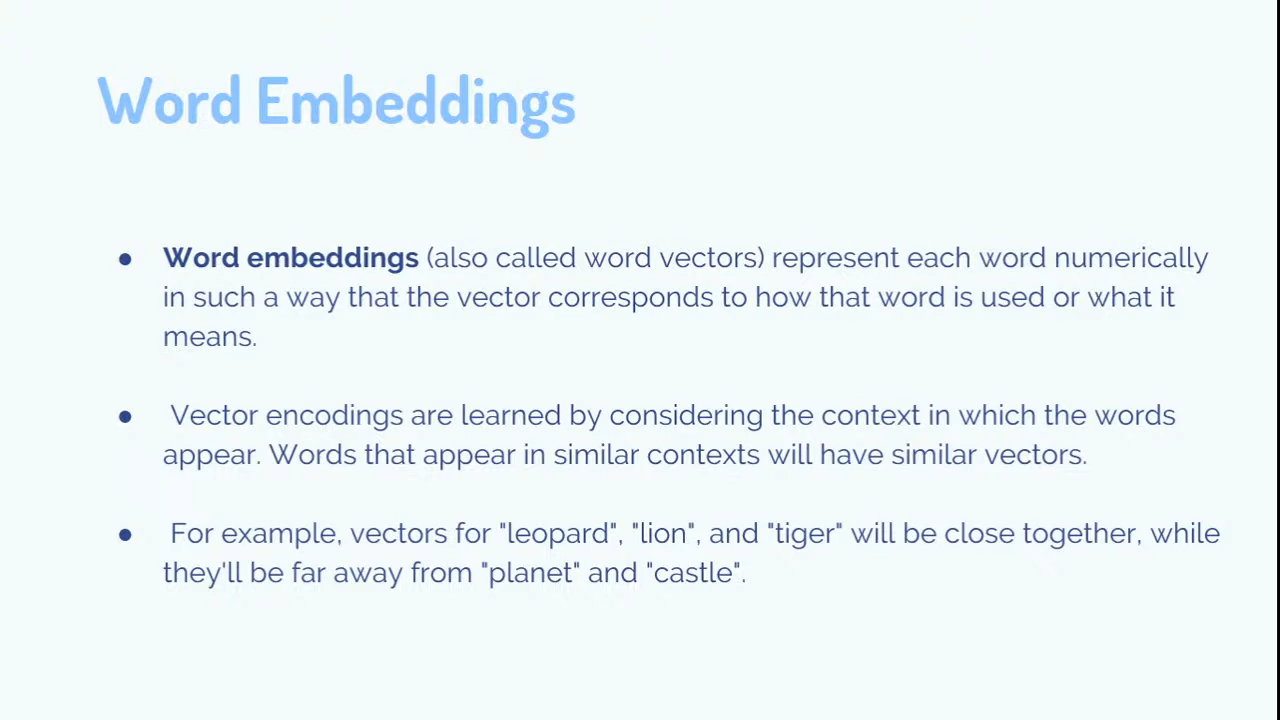 Word Embeddings
● Word embeddings (also called word vectors) represent each word numerically
in such a way that the vector corresponds to how that word is used or what it
means.
● Vector encodings are learned by considering the context in which the words
appear. Words that appear in similar contexts will have similar vectors.
● For example, vectors for "leopard", "lion", and "tiger" will be close together, while
they'll be far away from "planet" and "castle".